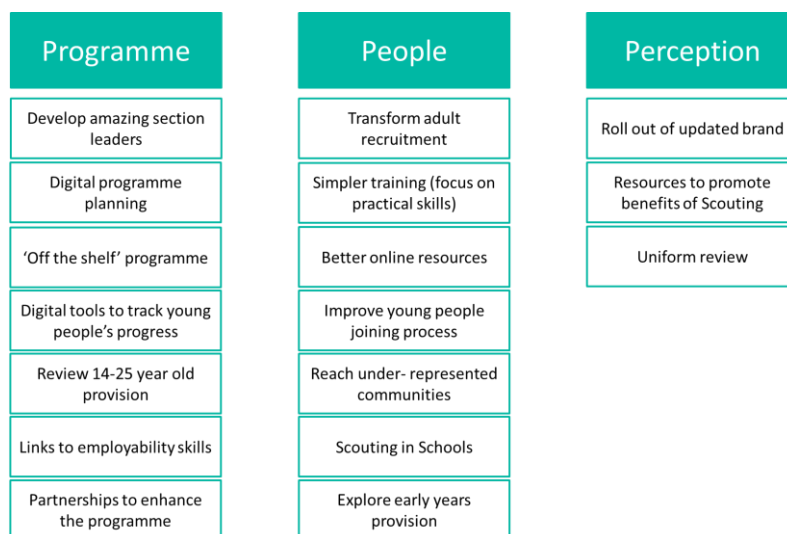 Programme
Develop amazing section
leaders
Digital programme
planning
‘Off the shelf’ programme
Digital tools to track young
people’s progress
Review 14-25 year old
provision
Links to employability skills
Partnerships to enhance
the programme
People
Transform adult
recruitment
Simpler training (focus on
practical skills)
Better online resources
Improve young people
joining process
Reach under- represented
communities
Scouting in Schools
Explore early years
provision
Perception
Roll out of updated brand
Resources to promote
benefits of Scouting
Uniform review